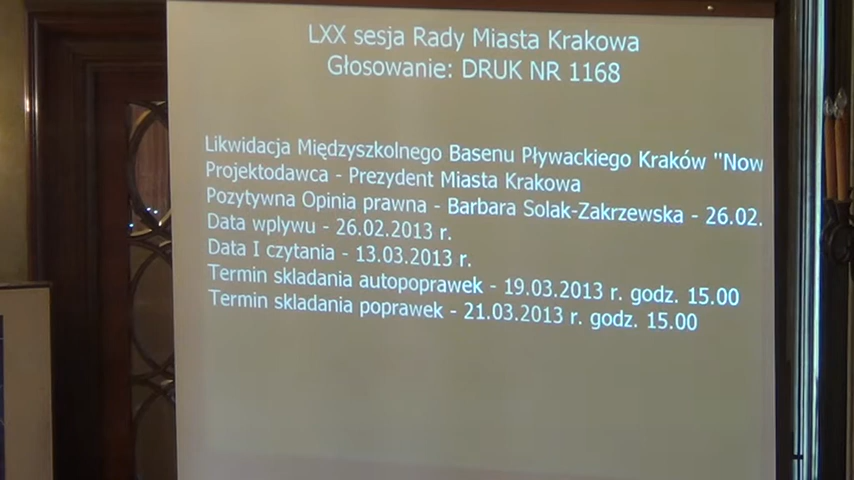 LXX sesja Rady Miasta Krakowa
Głosowanie: DRUK NR 1168
Likwidacja Międzyszkolnego Basenu Pływackiego Kraków "Now
Projektodawca - Prezydent Miasta Krakowa
Pozytywna Opinia prawna - Barbara Solak-Zakrzewska - 26.02.
Data wpływu - 26.02.2013 r.
Data I czytania - 13.03.2013 r.
Termin skladania autopoprawek - 19.03.2013 r. godz. 15.00
Termin skladania poprawek - 21.03.2013 r. godz. 15.00